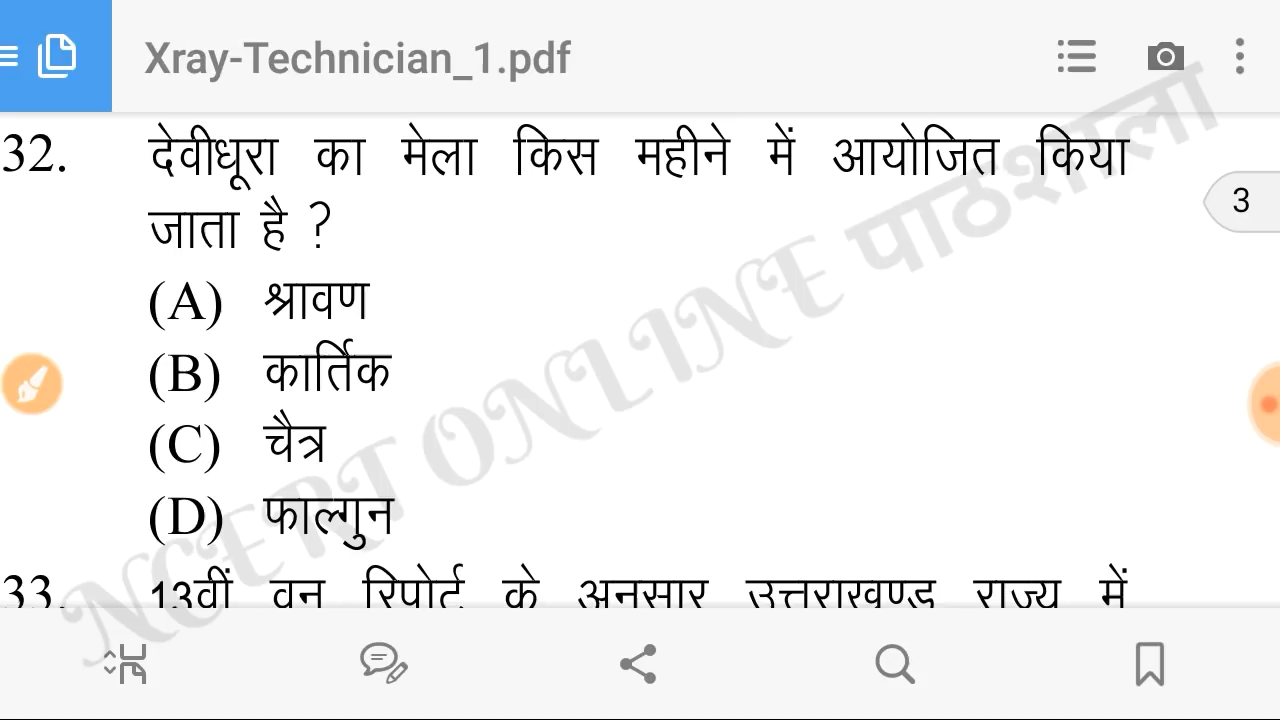 Xray-Technician_1.pdf
32. देवीधूरा का मेला किस महीने में आयोजित किया
जाता है ?
3
(A) श्रावण
(B) कार्तिक
(C) चैत्र
(D) फाल्गुन
33. 13वीं वन रिपोर्ट के अनुसार उत्तराखण्ड राज्य में
NCERT ONLINE पाठशाला